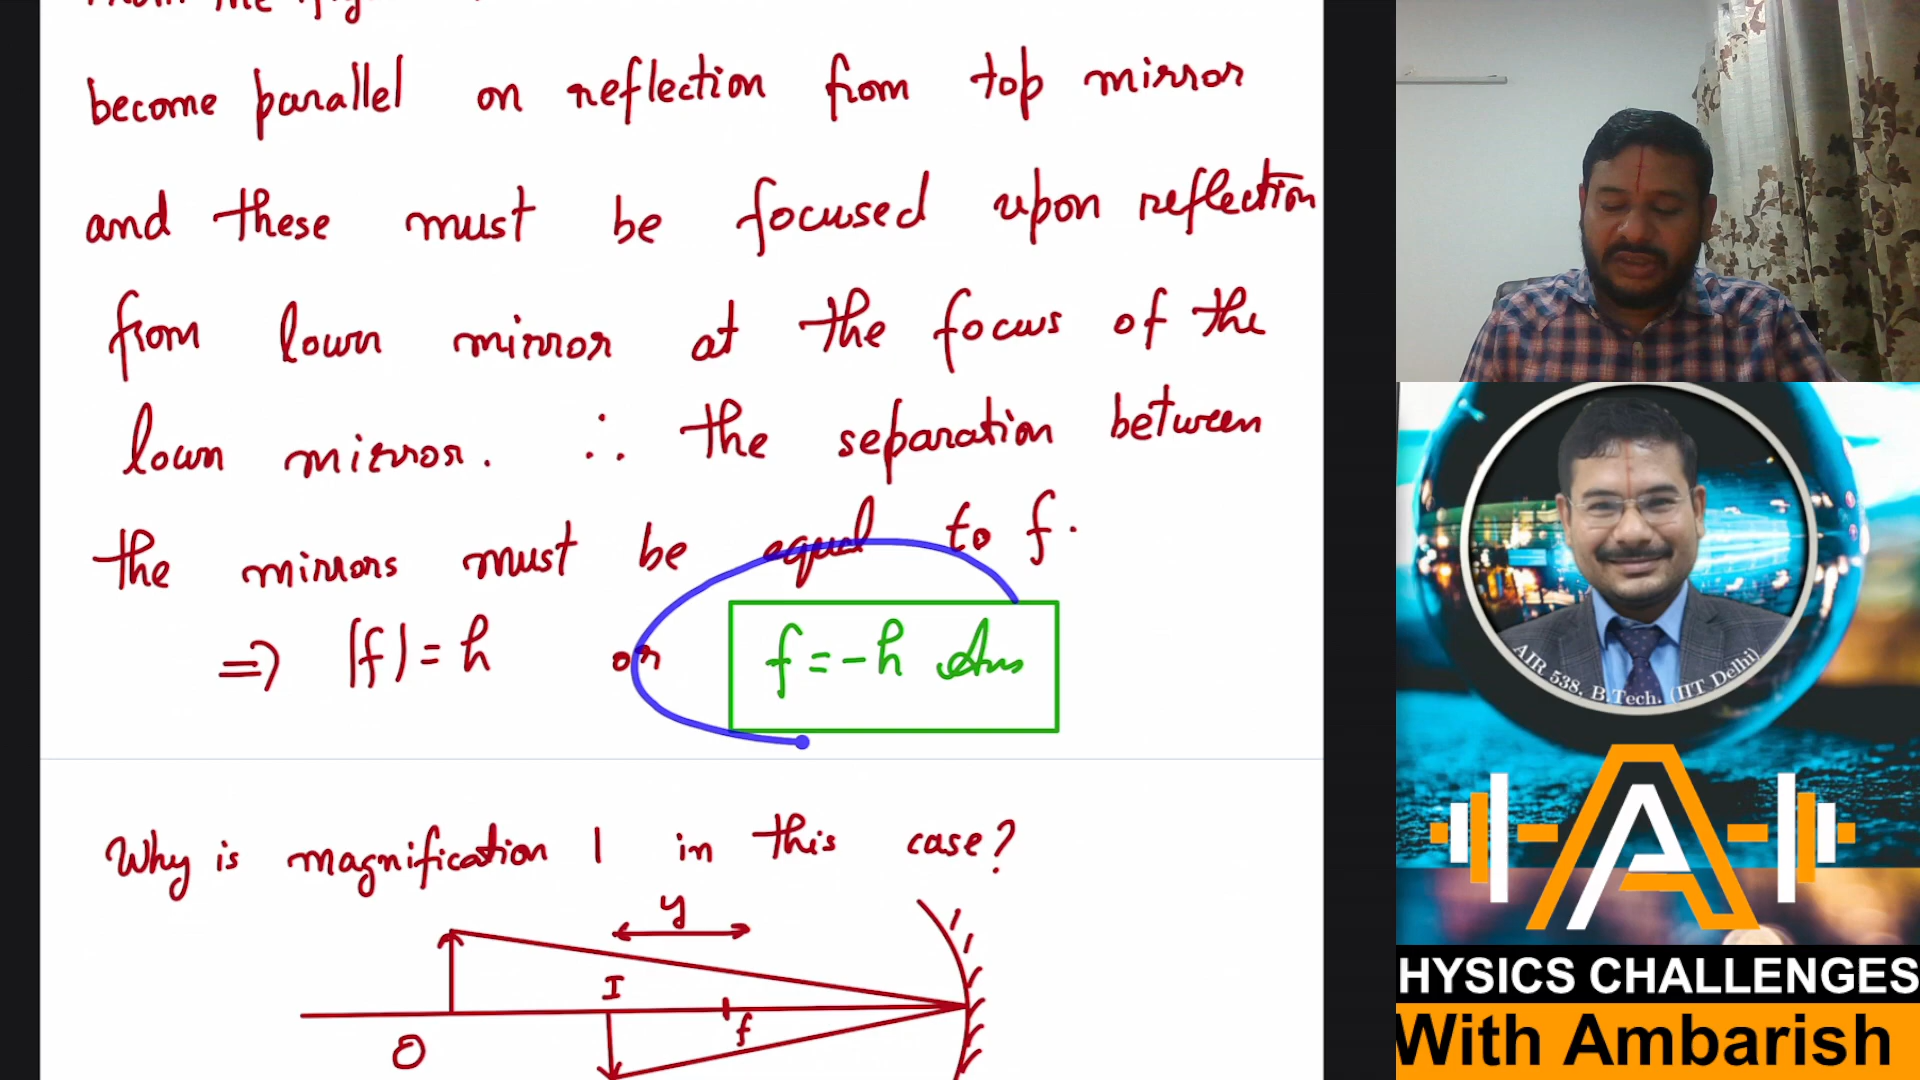 become parallel on reflection from top mirror
and these must be focused upon reflection
from lower mirror at the focus of the
lower mirror. ∴ the separation between
the mirrors must be equal to f.
⇒ |f| = h or f = -h Ans
Why is magnification 1 in this case?
y
I
f
O
AIR 538, B.Tech. (IIT Delhi)
A
HYSICS CHALLENGES
With Ambarish